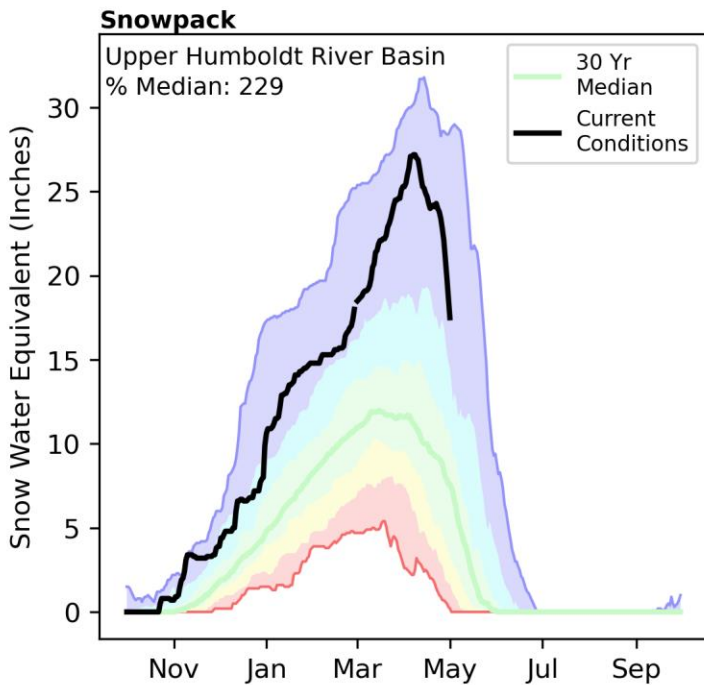 Snowpack
Upper Humboldt River Basin
% Median: 229
30 Yr
Median
Current
Conditions
Snow Water Equivalent (Inches)
30
25
20
15
10
5
0
Nov Jan Mar May Jul Sep